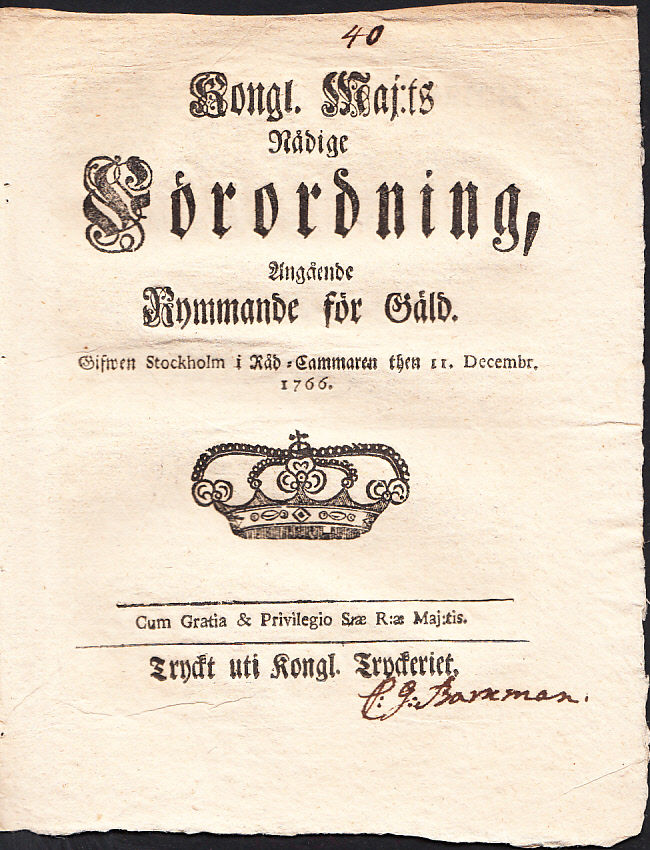 40
Kongl. Maj:ts
Nådige
Förordning,
Angående
Rymmande för Gäld.
Gifwen Stockholm i Råd-Cammaren then 11. Decembr.
1766.
Cum Gratia & Privilegio S:æ R:æ Maj:tis.
Tryckt uti Kongl. Tryckeriet.
C: G: Boneman.